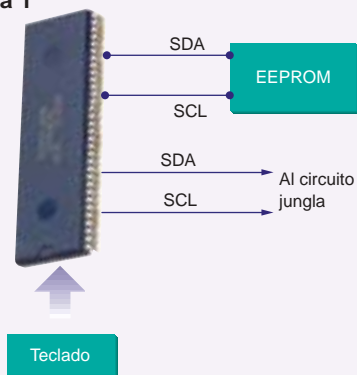 a 1
SDA
EEPROM
SCL
SDA
Al circuito
jungla
SCL
Teclado